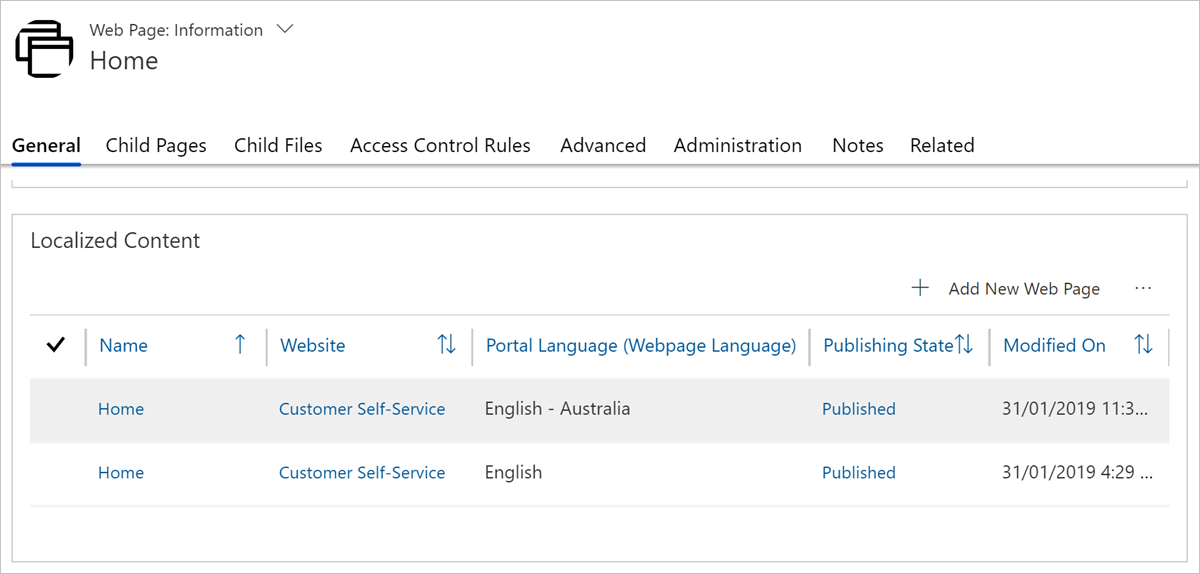 Web Page: Information
Home
General Child Pages Child Files Access Control Rules Advanced Administration Notes Related
Localized Content
Add New Web Page ...
Name Website Portal Language (Webpage Language) Publishing State Modified On
Home Customer Self-Service English - Australia Published 31/01/2019 11:3...
Home Customer Self-Service English Published 31/01/2019 4:29 ...